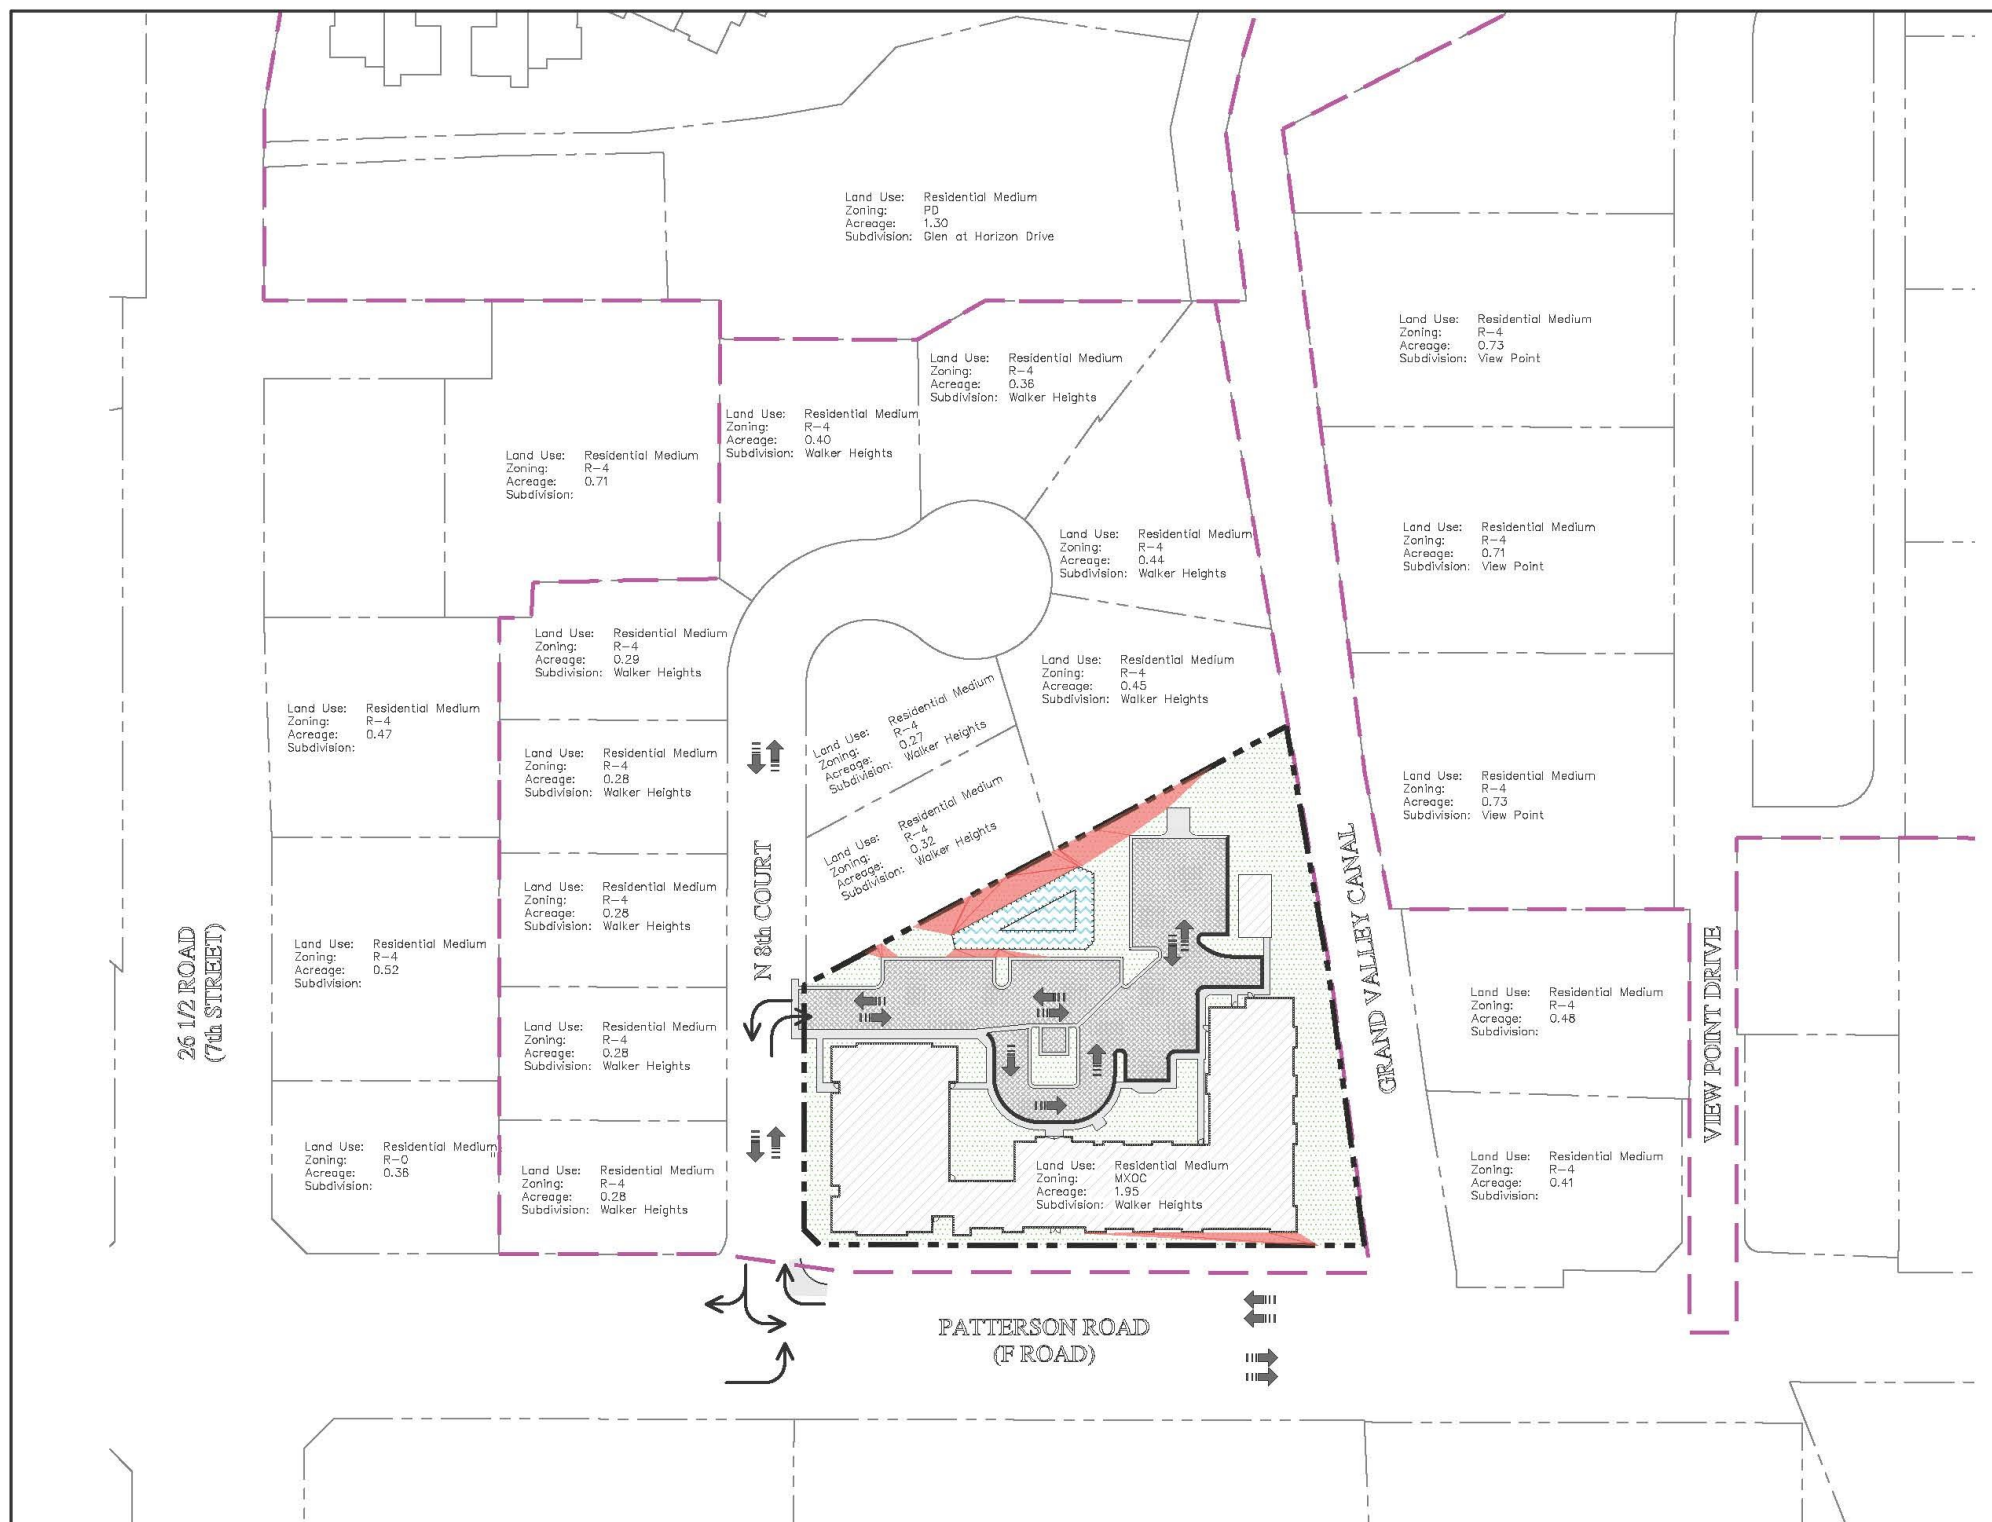 Land Use: Residential Medium
Zoning: PD
Acreage: 1.30
Subdivision: Glen at Horizon Drive
Land Use: Residential Medium
Zoning: R-4
Acreage: 0.73
Subdivision: View Point
Land Use: Residential Medium
Zoning: R-4
Acreage: 0.36
Subdivision: Walker Heights
Land Use: Residential Medium
Zoning: R-4
Acreage: 0.40
Subdivision: Walker Heights
Land Use: Residential Medium
Zoning: R-4
Acreage: 0.71
Subdivision:
Land Use: Residential Medium
Zoning: R-4
Acreage: 0.44
Subdivision: Walker Heights
Land Use: Residential Medium
Zoning: R-4
Acreage: 0.71
Subdivision: View Point
Land Use: Residential Medium
Zoning: R-4
Acreage: 0.29
Subdivision: Walker Heights
Land Use: Residential Medium
Zoning: R-4
Acreage: 0.45
Subdivision: Walker Heights
Land Use: Residential Medium
Zoning: R-4
Acreage: 0.47
Subdivision:
Land Use: Residential Medium
Zoning: R-4
Acreage: 0.28
Subdivision: Walker Heights
Land Use: Residential Medium
Zoning: R-4
Acreage: 0.27
Subdivision: Walker Heights
Land Use: Residential Medium
Zoning: R-4
Acreage: 0.73
Subdivision: View Point
Land Use: Residential Medium
Zoning: R-4
Acreage: 0.32
Subdivision: Walker Heights
Land Use: Residential Medium
Zoning: R-4
Acreage: 0.28
Subdivision: Walker Heights
N 8th COURT
GRAND VALLEY CANAL
26 1/2 ROAD
(7th STREET)
Land Use: Residential Medium
Zoning: R-4
Acreage: 0.52
Subdivision:
Land Use: Residential Medium
Zoning: R-4
Acreage: 0.28
Subdivision: Walker Heights
Land Use: Residential Medium
Zoning: R-4
Acreage: 0.48
Subdivision:
VIEW POINT DRIVE
Land Use: Residential Medium
Zoning: R-0
Acreage: 0.36
Subdivision:
Land Use: Residential Medium
Zoning: R-4
Acreage: 0.28
Subdivision: Walker Heights
Land Use: Residential Medium
Zoning: MXOC
Acreage: 1.95
Subdivision: Walker Heights
Land Use: Residential Medium
Zoning: R-4
Acreage: 0.41
Subdivision:
PATTERSON ROAD
(F ROAD)